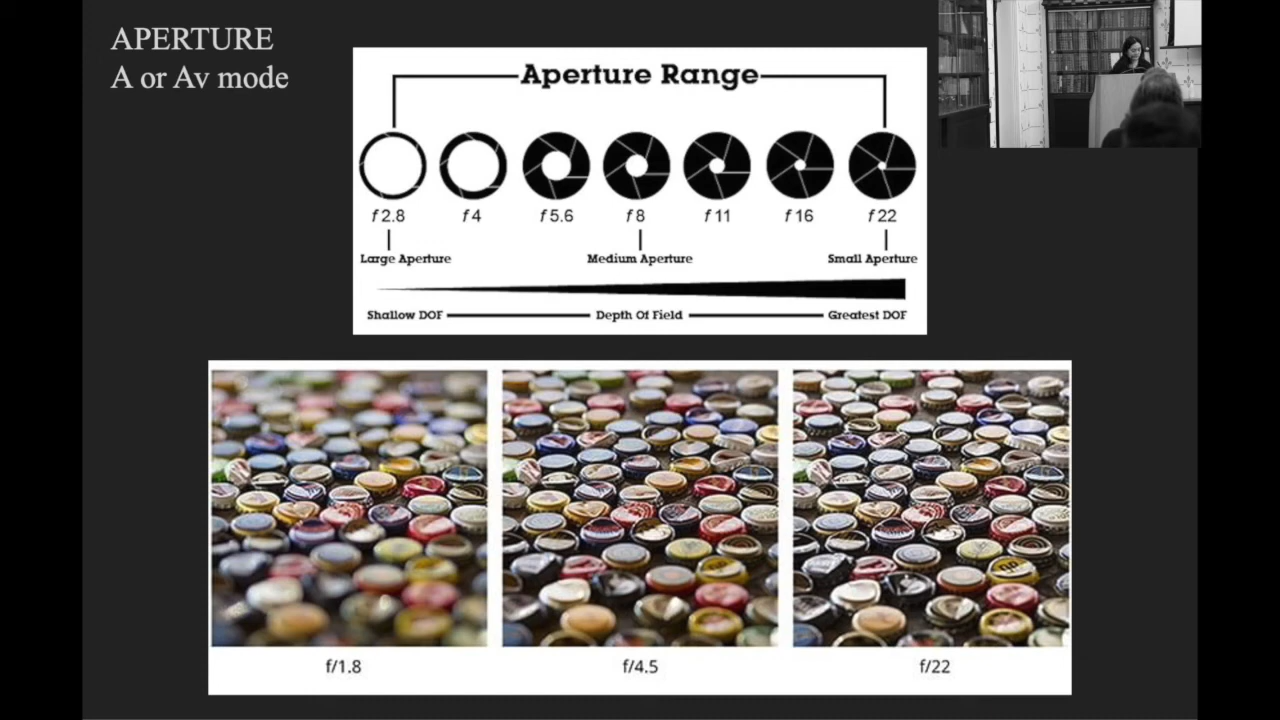 APERTURE
A or Av mode
Aperture Range
f 2.8 f 4 f 5.6 f 8 f 11 f 16 f 22
Large Aperture Medium Aperture Small Aperture
Shallow DOF Depth Of Field Greatest DOF
f/1.8 f/4.5 f/22